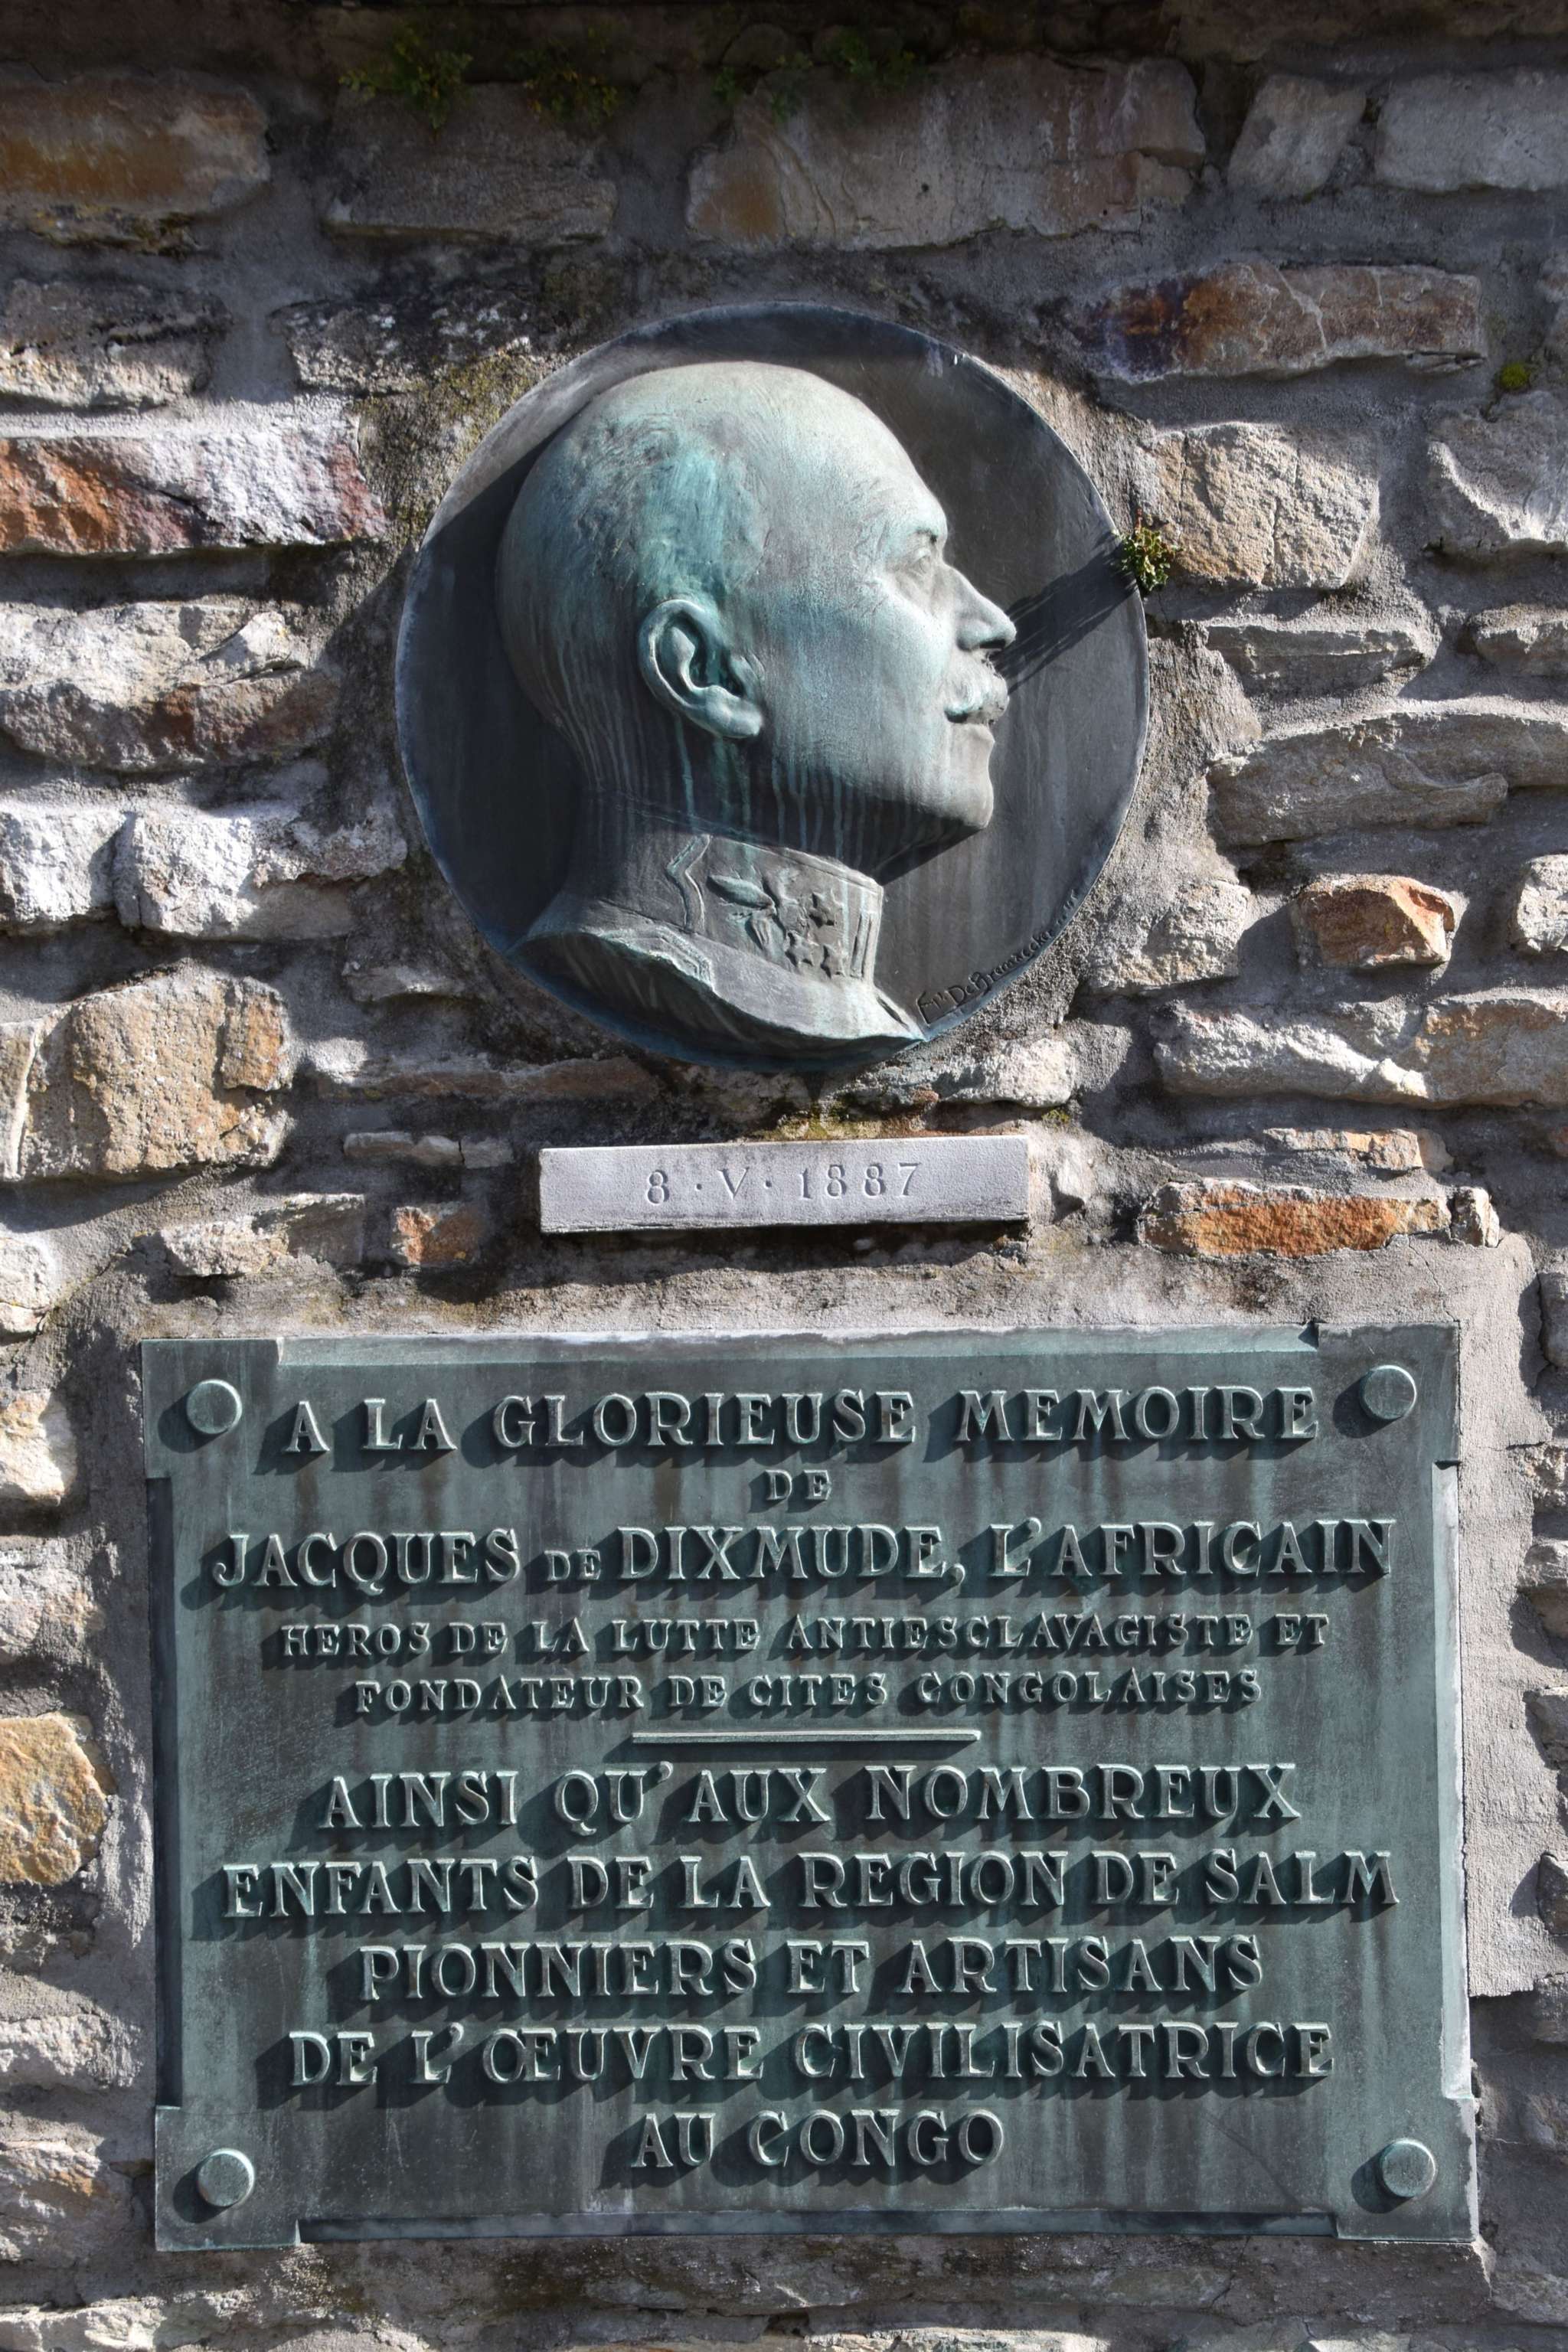 8 · V · 1887
A LA GLORIEUSE MEMOIRE
DE
JACQUES DE DIXMUDE, L'AFRICAIN
HEROS DE LA LUTTE ANTIESCLAVAGISTE ET
FONDATEUR DE CITES CONGOLAISES
AINSI QU'AUX NOMBREUX
ENFANTS DE LA REGION DE SALM
PIONNIERS ET ARTISANS
DE L'ŒUVRE CIVILISATRICE
AU CONGO